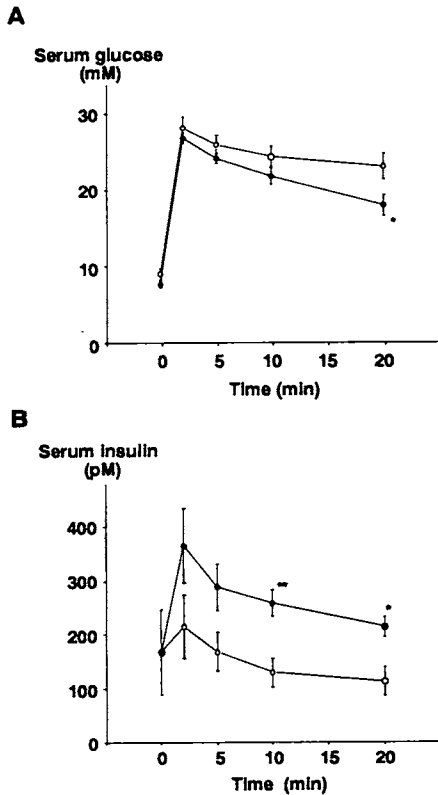 A
Serum glucose
(mM)
30
20
*
10
0
0 5 10 15 20
Time (min)
B
Serum insulin
(pM)
400
**
300
*
200
100
0
0 5 10 15 20
Time (min)